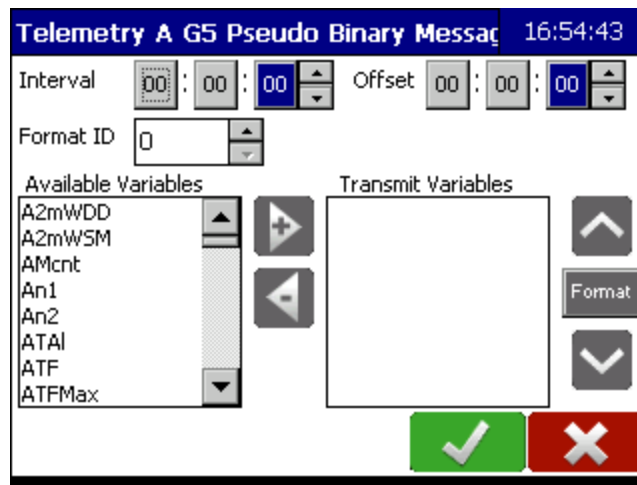 Telemetry A G5 Pseudo Binary Messag 16:54:43
Interval 00 : 00 : 00 Offset 00 : 00 : 00
Format ID 0
Available Variables Transmit Variables
A2mWDD
A2mWSM
AMcnt
An1
An2
ATAl
ATF
ATFMax
+
-
Format